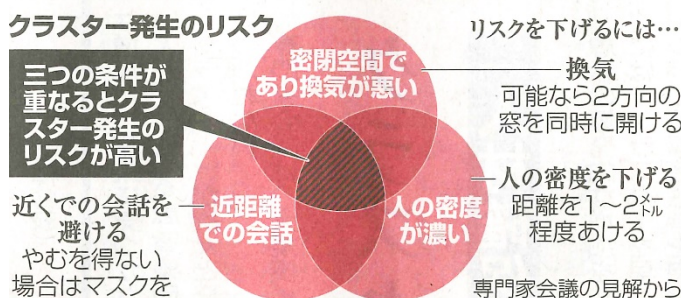 クラスター発生のリスク
三つの条件が
重なるとクラ
スター発生の
リスクが高い
密閉空間で
あり換気が悪い
近距離
での会話
人の密度
が濃い
リスクを下げるには…
換気
可能なら2方向の
窓を同時に開ける
人の密度を下げる
距離を1〜2㍍
程度あける
近くでの会話を
避ける
やむを得ない
場合はマスクを
専門家会議の見解から